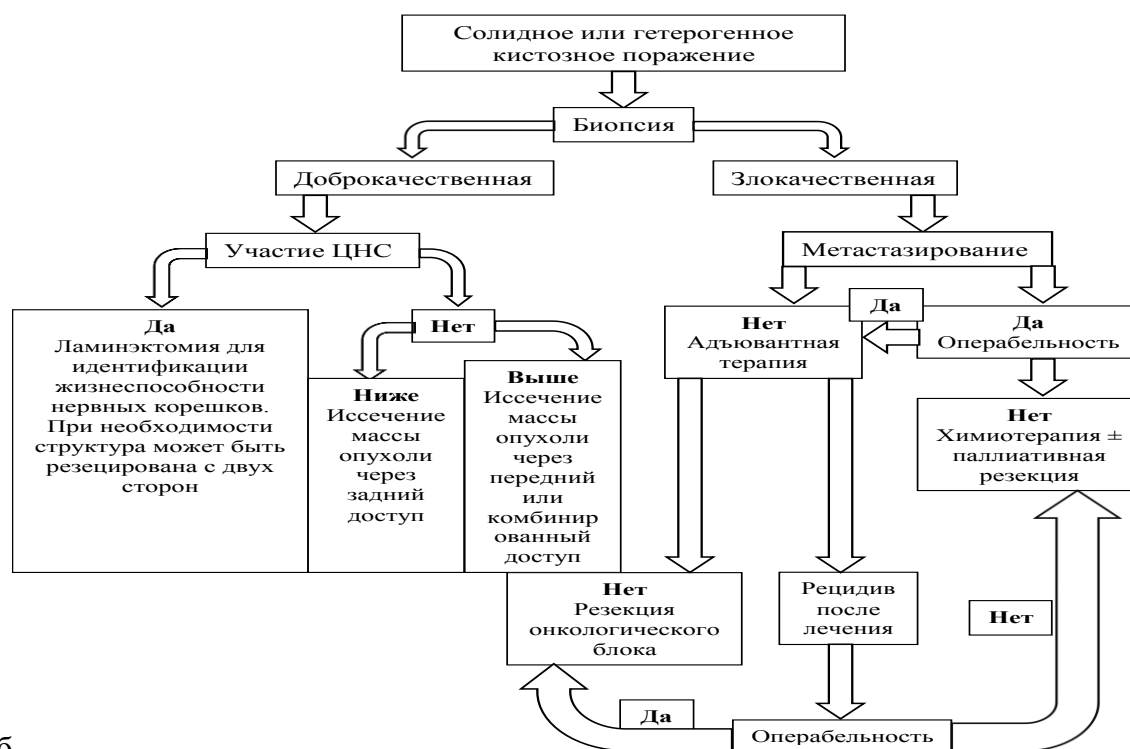 Солидное или гетерогенное
кистозное поражение
Биопсия
Доброкачественная
Злокачественная
Участие ЦНС
Метастазирование
Да
Ламинэктомия для
идентификации
жизнеспособности
нервных корешков.
При необходимости
структура может быть
резецирована с двух
сторон
Нет
Ниже
Иссечение
массы
опухоли
через
задний
доступ
Выше
Иссечение
массы
опухоли
через
передний
или
комбинир
ованный
доступ
Нет
Адъювантная
терапия
Да
Да
Операбельность
Нет
Химиотерапия ±
паллиативная
резекция
Нет
Резекция
онкологического
блока
Рецидив
после
лечения
Нет
Да
Операбельность
б